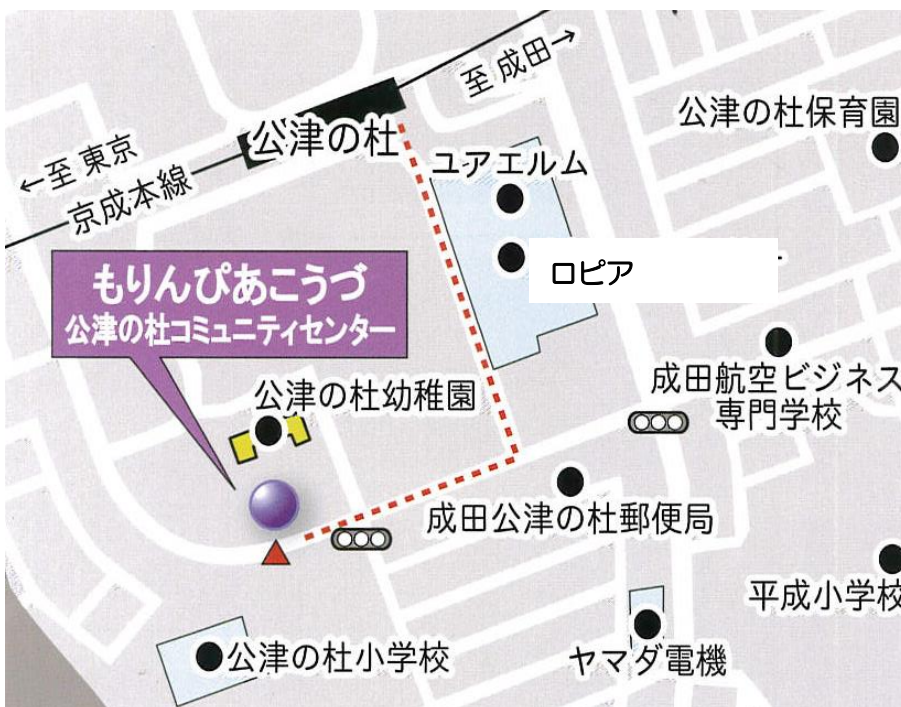 至 成田→
公津の杜保育園
公津の杜
←至 東京
京成本線
ユアエルム
ロピア
もりんぴあこうづ
公津の杜コミュニティセンター
成田航空ビジネス
専門学校
公津の杜幼稚園
成田公津の杜郵便局
平成小学校
公津の杜小学校
ヤマダ電機